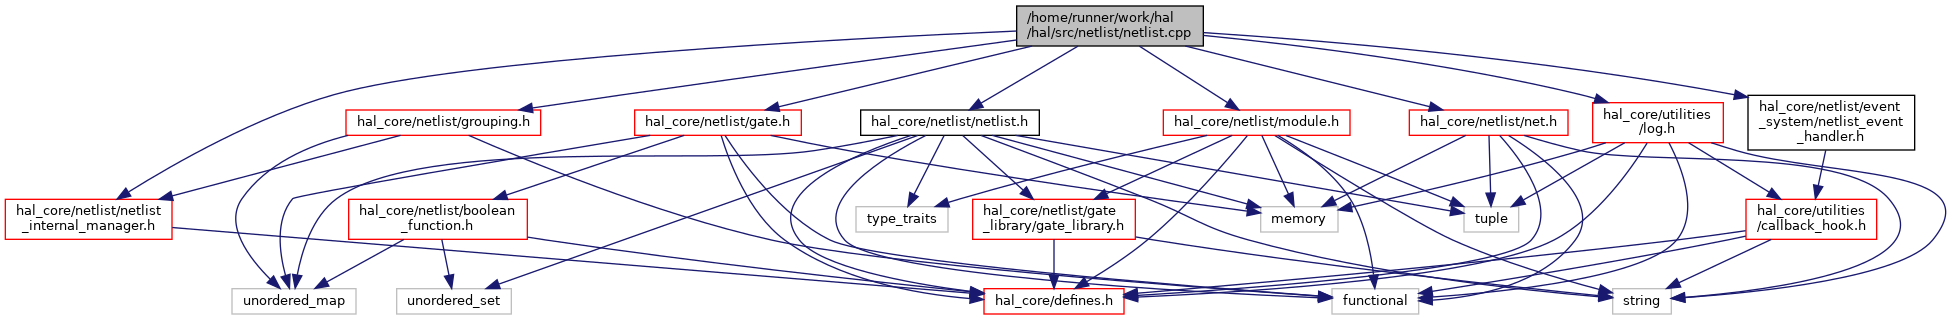 /home/runner/work/hal
/hal/src/netlist/netlist.cpp
hal_core/netlist/grouping.h
hal_core/netlist/gate.h
hal_core/netlist/netlist.h
hal_core/netlist/module.h
hal_core/netlist/net.h
hal_core/utilities
/log.h
hal_core/netlist/event
_system/netlist_event
_handler.h
hal_core/netlist/netlist
_internal_manager.h
hal_core/netlist/boolean
_function.h
type_traits
hal_core/netlist/gate
_library/gate_library.h
memory
tuple
hal_core/utilities
/callback_hook.h
unordered_map
unordered_set
hal_core/defines.h
functional
string